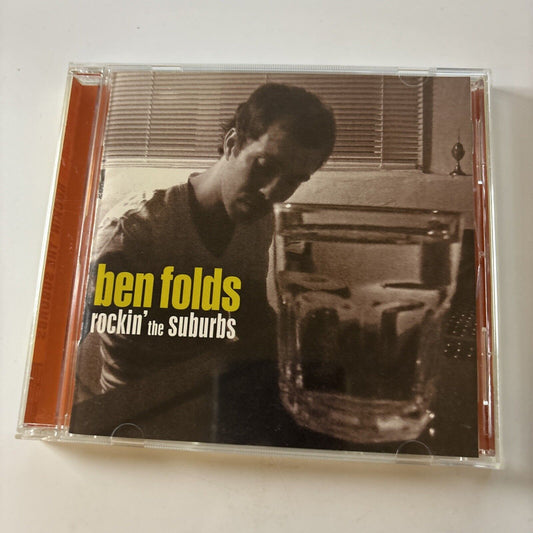 ben folds
rockin' the suburbs